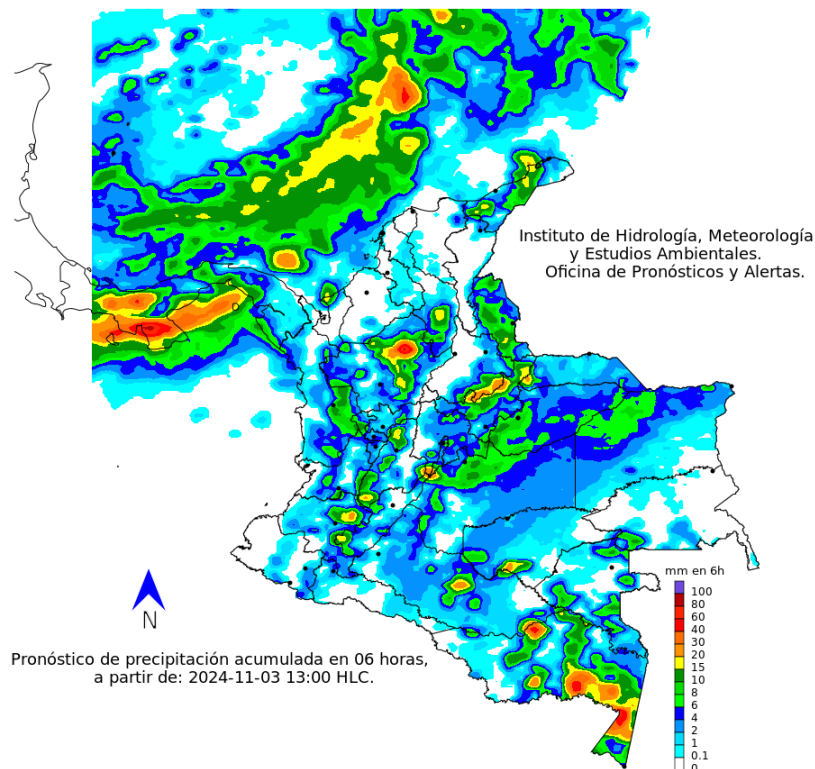 Instituto de Hidrología, Meteorología
y Estudios Ambientales.
Oficina de Pronósticos y Alertas.
mm en 6h
100
80
60
40
30
20
15
10
8
6
4
2
1
0.1
0
N
Pronóstico de precipitación acumulada en 06 horas,
a partir de: 2024-11-03 13:00 HLC.